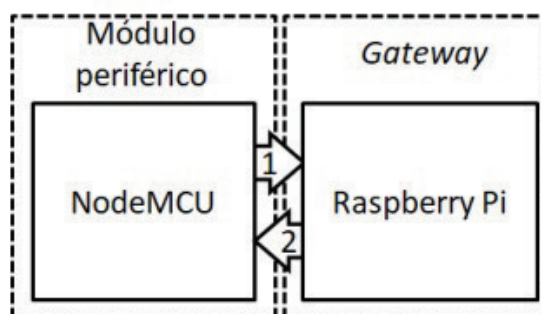 Módulo
periférico
Gateway
NodeMCU
1
Raspberry Pi
2